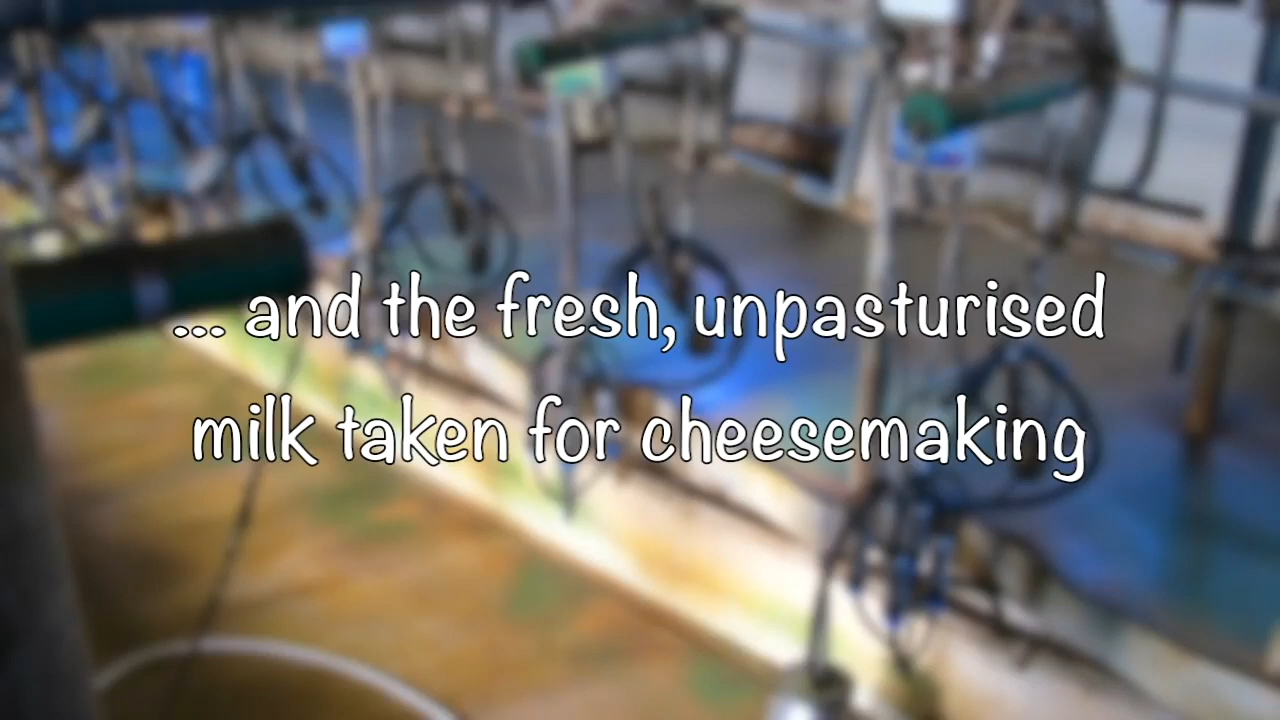 ... and the fresh, unpasturised
milk taken for cheesemaking